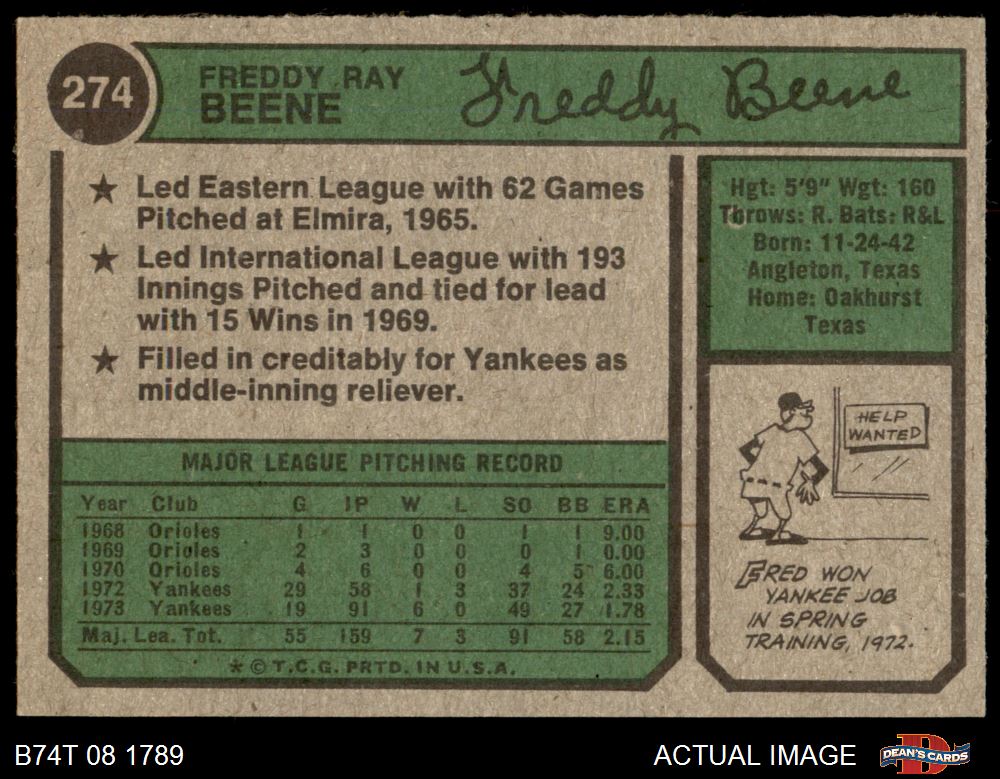 274
FREDDY RAY
BEENE
Freddy Beene
★ Led Eastern League with 62 Games
Pitched at Elmira, 1965.
★ Led International League with 193
Innings Pitched and tied for lead
with 15 Wins in 1969.
★ Filled in creditably for Yankees as
middle-inning reliever.
Hgt: 5'9" Wgt: 160
Throws: R. Bats: R&L
Born: 11-24-42
Angleton, Texas
Home: Oakhurst
Texas
MAJOR LEAGUE PITCHING RECORD
Year Club G IP W L SO BB ERA
1968 Orioles 1 1 0 0 1 1 9.00
1969 Orioles 2 3 0 0 0 1 0.00
1970 Orioles 4 6 0 0 4 5 6.00
1972 Yankees 29 58 1 3 37 24 2.33
1973 Yankees 19 91 6 0 49 27 1.78
Maj. Lea. Tot. 55 159 7 3 91 58 2.15
★ © T.C.G. PRTD. IN U.S.A.
HELP
WANTED
FRED WON
YANKEE JOB
IN SPRING
TRAINING, 1972.
B74T 08 1789
ACTUAL IMAGE
D
DEAN'S CARDS